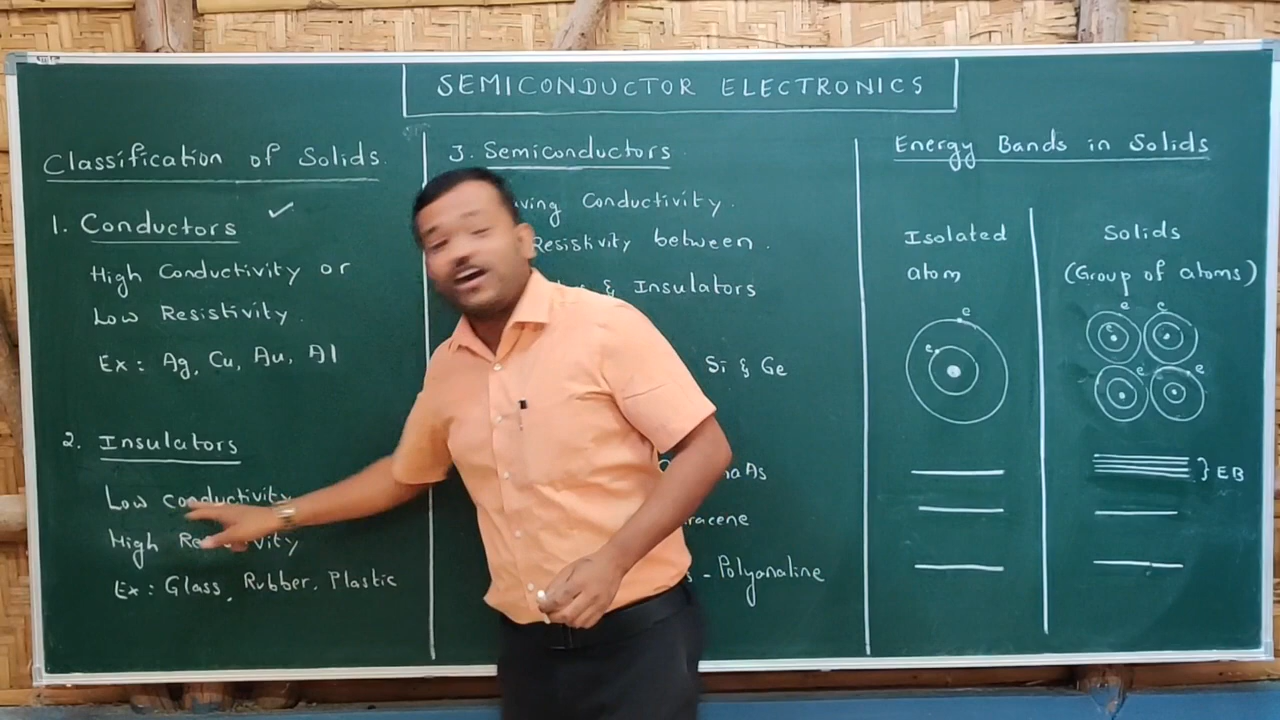 SEMICONDUCTOR ELECTRONICS
Classification of Solids.
1. Conductors ✓
High Conductivity or
Low Resistivity.
Ex: Ag, Cu, Au, Al
2. Insulators
Low conductivity
High
Ex: Glass, Rubber, Plastic
3. Semiconductors
Conductivity.
Resistivity between.
& Insulators
Si & Ge
- Polyanaline
Energy Bands in Solids
Isolated
atom
e
e
Solids
(Group of atoms)
e e
e
e e
} EB